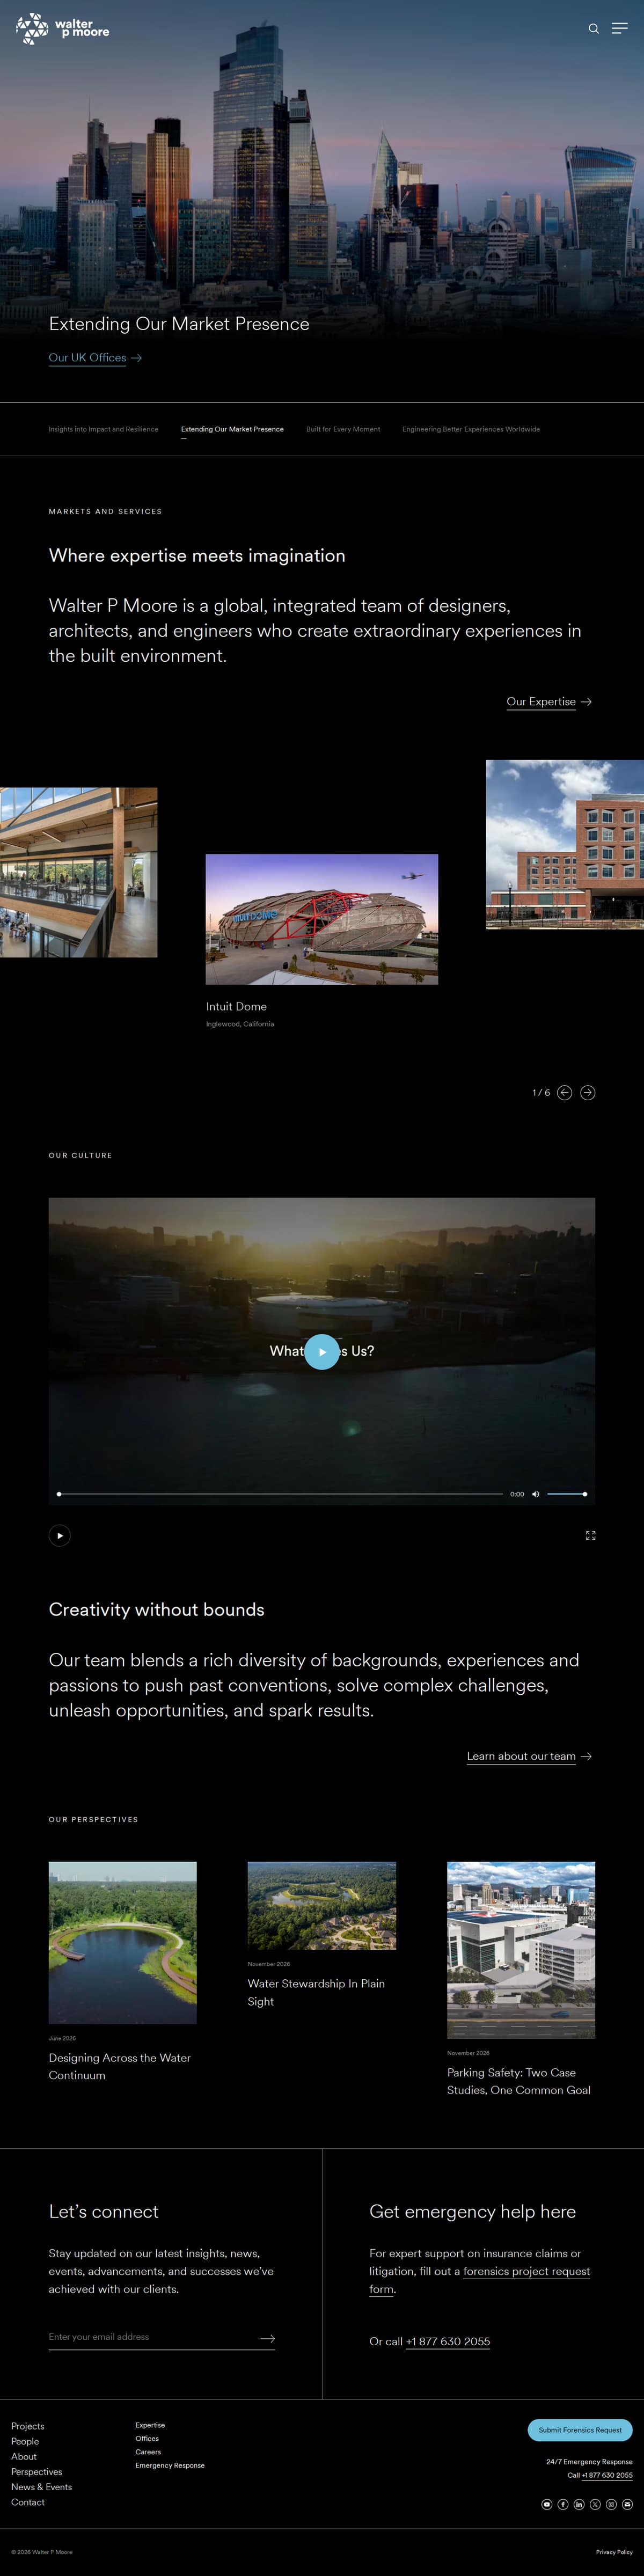 walter
p moore
Extending Our Market Presence
Our UK Offices
Insights into Impact and Resilience
Extending Our Market Presence
Built for Every Moment
Engineering Better Experiences Worldwide
MARKETS AND SERVICES
Where expertise meets imagination
Walter P Moore is a global, integrated team of designers,
architects, and engineers who create extraordinary experiences in
the built environment.
Our Expertise
intuit DOME
Intuit Dome
Inglewood, California
1 / 6
OUR CULTURE
What es Us?
0:00
Creativity without bounds
Our team blends a rich diversity of backgrounds, experiences and
passions to push past conventions, solve complex challenges,
unleash opportunities, and spark results.
Learn about our team
OUR PERSPECTIVES
June 2026
Designing Across the Water
Continuum
November 2026
Water Stewardship In Plain
Sight
November 2026
Parking Safety: Two Case
Studies, One Common Goal
Let’s connect
Stay updated on our latest insights, news,
events, advancements, and successes we’ve
achieved with our clients.
Enter your email address
Get emergency help here
For expert support on insurance claims or
litigation, fill out a forensics project request
form.
Or call +1 877 630 2055
Projects
People
About
Perspectives
News & Events
Contact
Expertise
Offices
Careers
Emergency Response
Submit Forensics Request
24/7 Emergency Response
Call +1 877 630 2055
© 2026 Walter P Moore
Privacy Policy